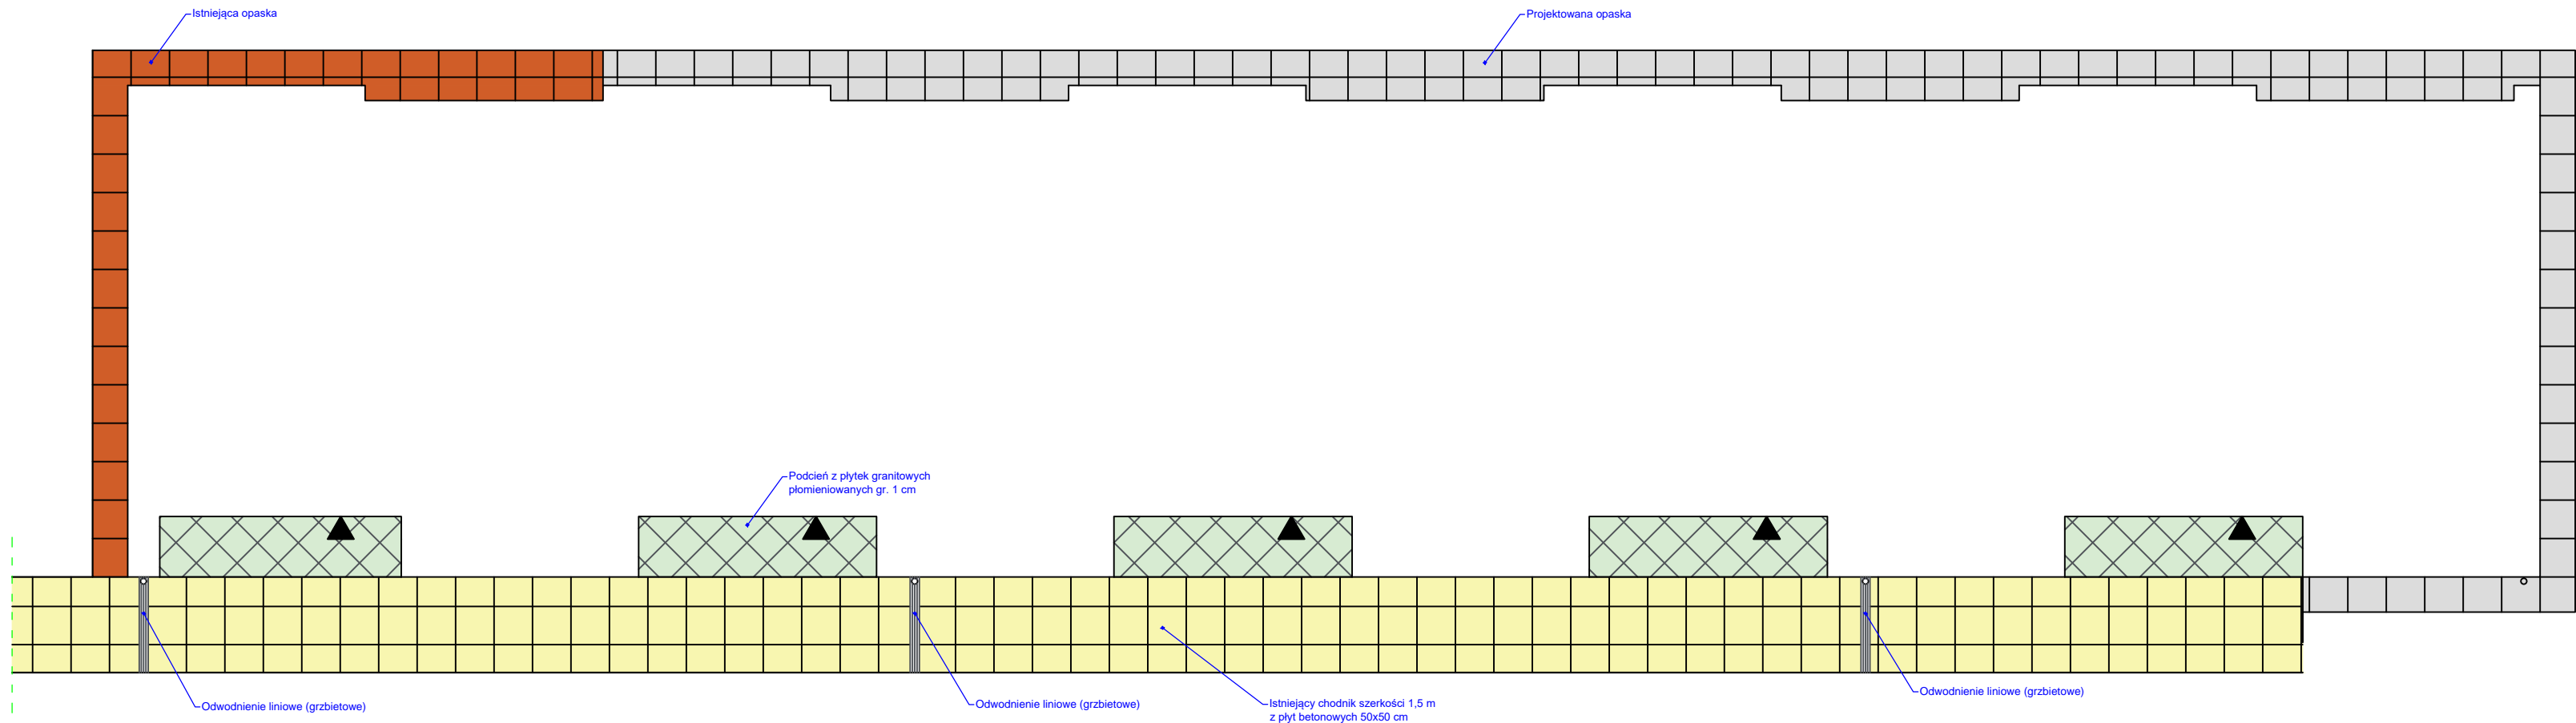 Istniejąca opaska
Projektowana opaska
Podcień z płytek granitowych
płomieniowanych gr. 1 cm
Odwodnienie liniowe (grzbietowe)
Odwodnienie liniowe (grzbietowe)
Istniejący chodnik szerkości 1,5 m
z płyt betonowych 50x50 cm
Odwodnienie liniowe (grzbietowe)